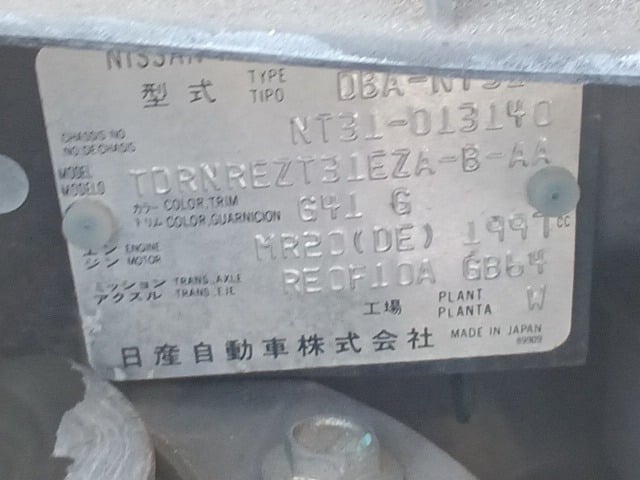 NISSAN
型式 TYPE TIPO DBA-NT31
CHASSIS NO. NO. DE CHASIS NT31-013140
MODEL MODELO TDRNREZT31EZA-B-AA
カラー トリム COLOR, TRIM COLOR, GUARNICION G41 G
エンジン ENGINE MOTOR MR20(DE) 1997 CC
ミッション アクスル TRANS., AXLE TRANS., EJE RE0F10A GB64
工場 PLANT PLANTA W
日産自動車株式会社 MADE IN JAPAN
89909